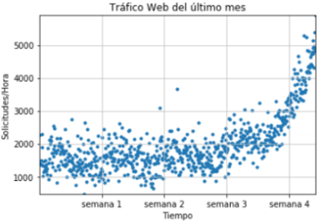 Tráfico Web del último mes
Solicitudes/Hora
5000
4000
3000
2000
1000
semana 1 semana 2 semana 3 semana 4
Tiempo